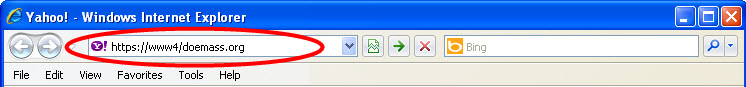 Yahoo! - Windows Internet Explorer
Y! https://www4/doemass.org Bing
File Edit View Favorites Tools Help